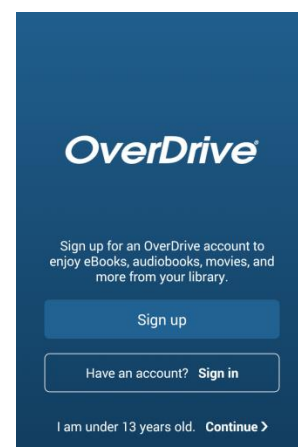 OverDrive®
Sign up for an OverDrive account to
enjoy eBooks, audiobooks, movies, and
more from your library.
Sign up
Have an account? Sign in
I am under 13 years old. Continue >